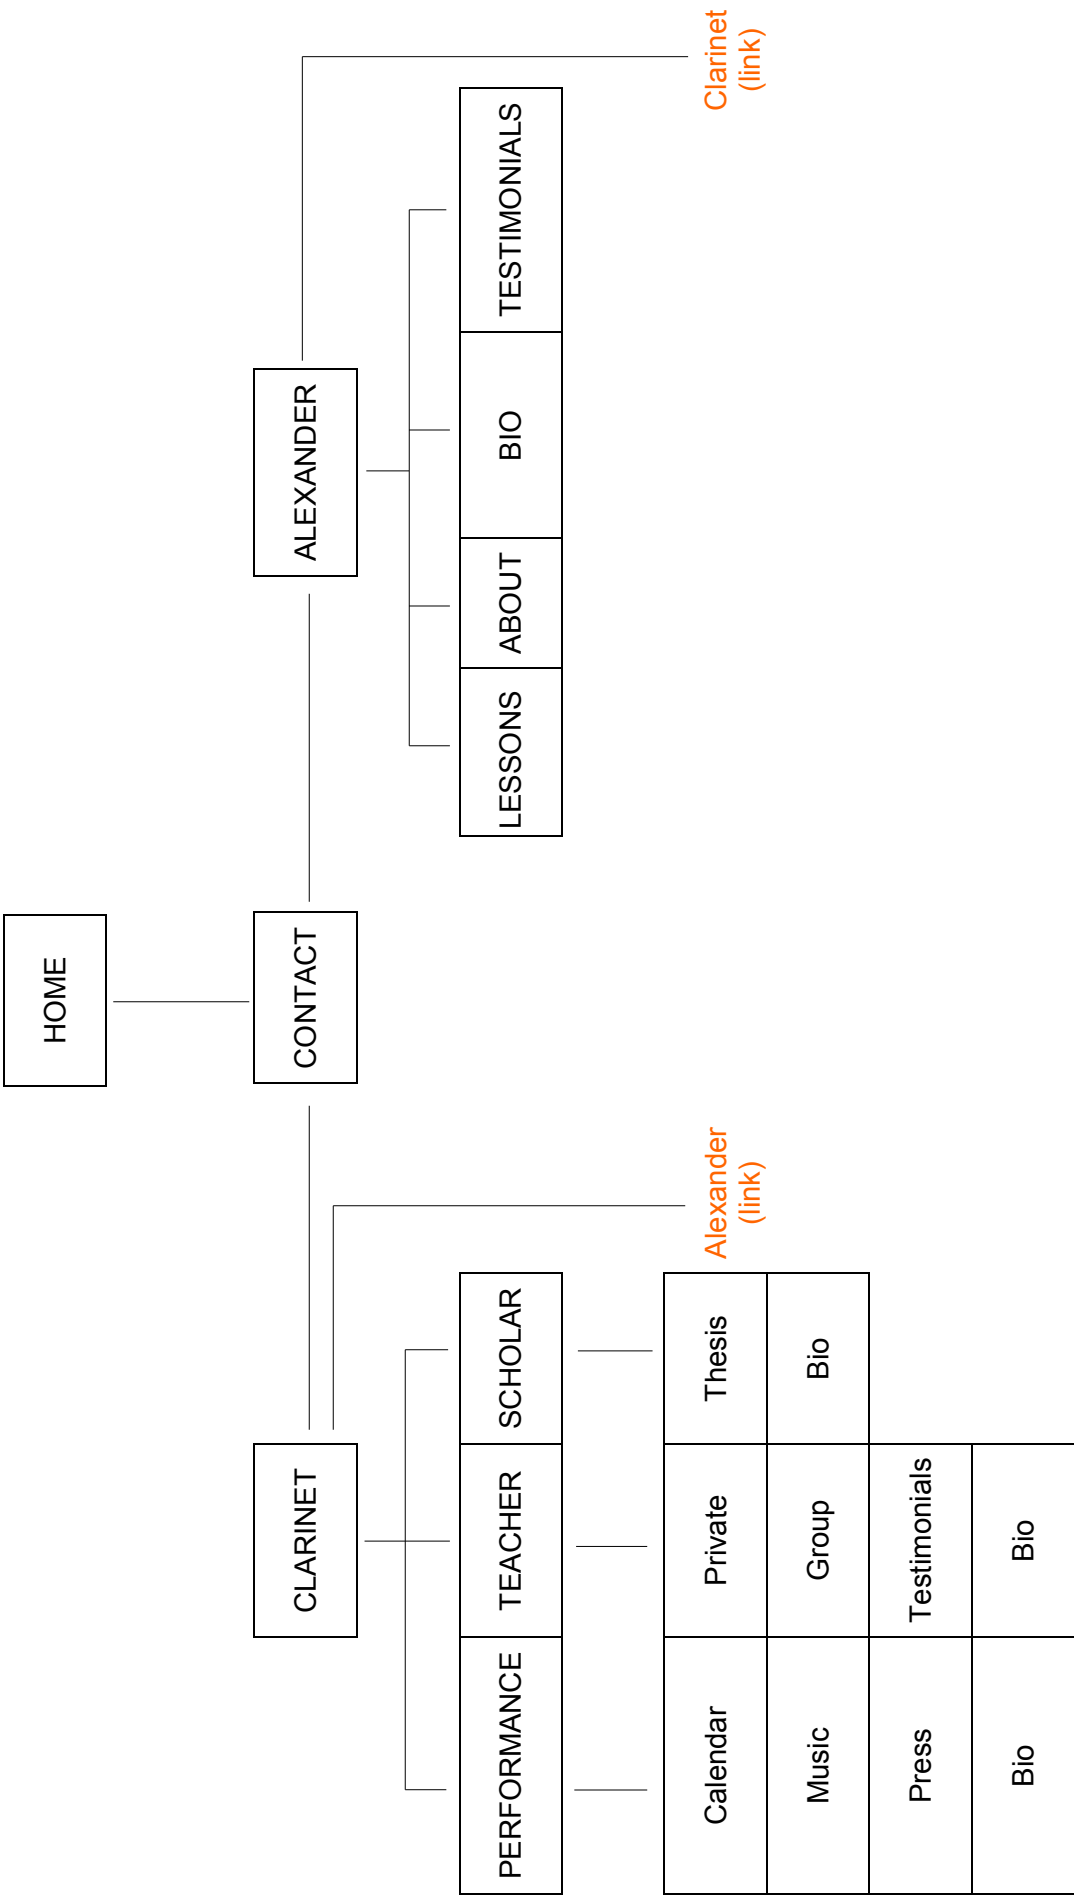 HOME
CLARINET
CONTACT
ALEXANDER
PERFORMANCE
TEACHER
SCHOLAR
LESSONS
ABOUT
BIO
TESTIMONIALS
Calendar
Private
Thesis
Alexander
(link)
Clarinet
(link)
Music
Group
Bio
Press
Testimonials
Bio
Bio